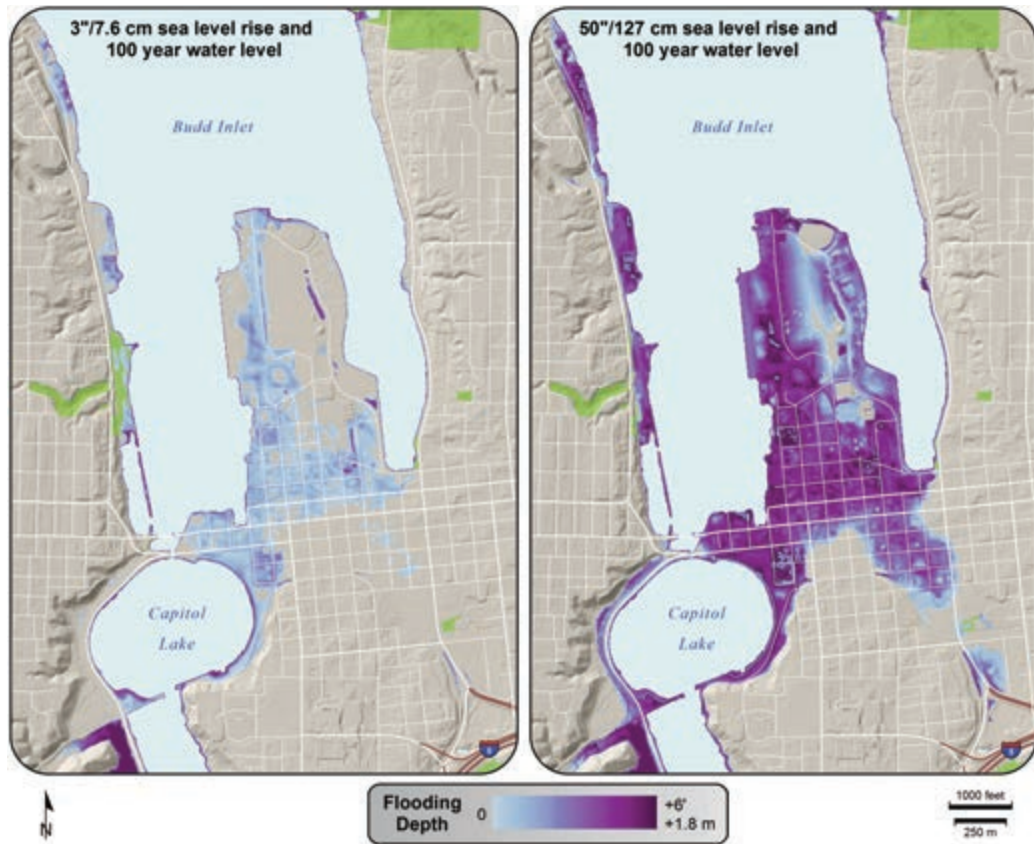 3"/7.6 cm sea level rise and
100 year water level
50"/127 cm sea level rise and
100 year water level
Budd Inlet
Budd Inlet
Capitol
Lake
Capitol
Lake
5
5
N
Flooding
Depth
0
+6'
+1.8 m
1000 feet
250 m